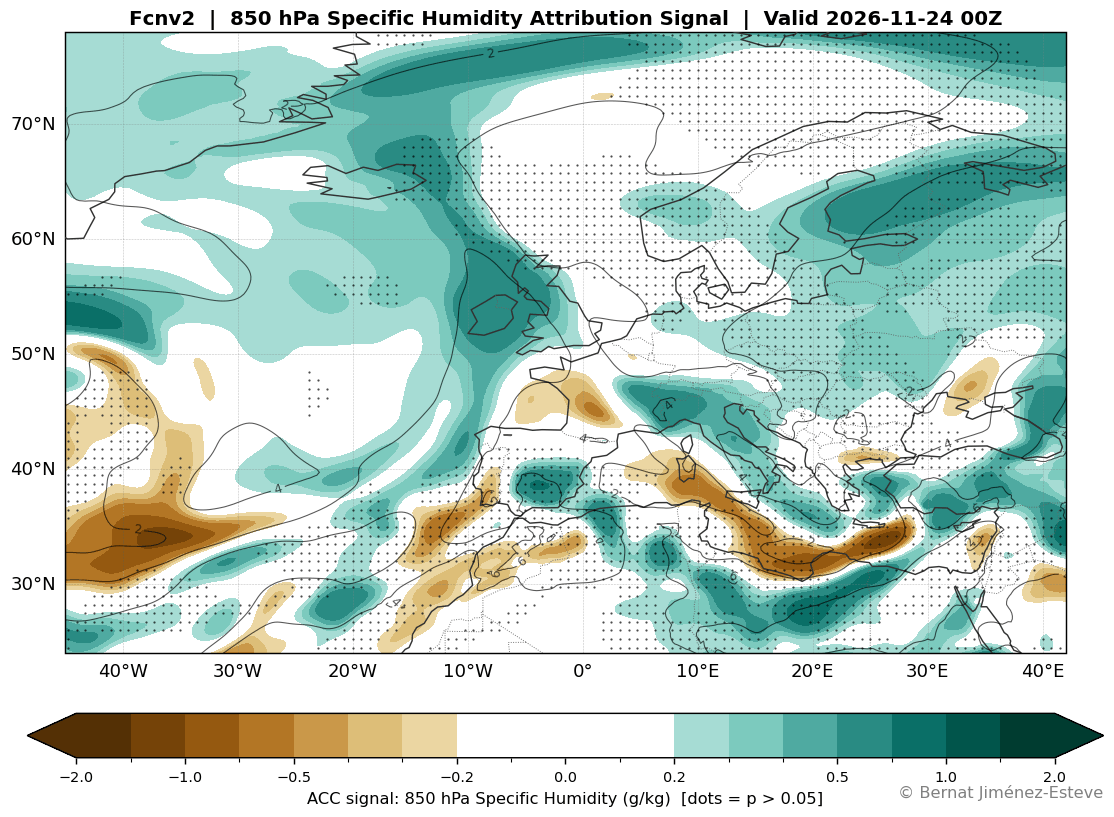 Fcnv2 | 850 hPa Specific Humidity Attribution Signal | Valid 2026-11-24 00Z
70°N
60°N
50°N
40°N
30°N
40°W 30°W 20°W 10°W 0° 10°E 20°E 30°E 40°E
−2.0 −1.0 −0.5 −0.2 0.0 0.2 0.5 1.0 2.0
ACC signal: 850 hPa Specific Humidity (g/kg) [dots = p > 0.05]
© Bernat Jiménez-Esteve